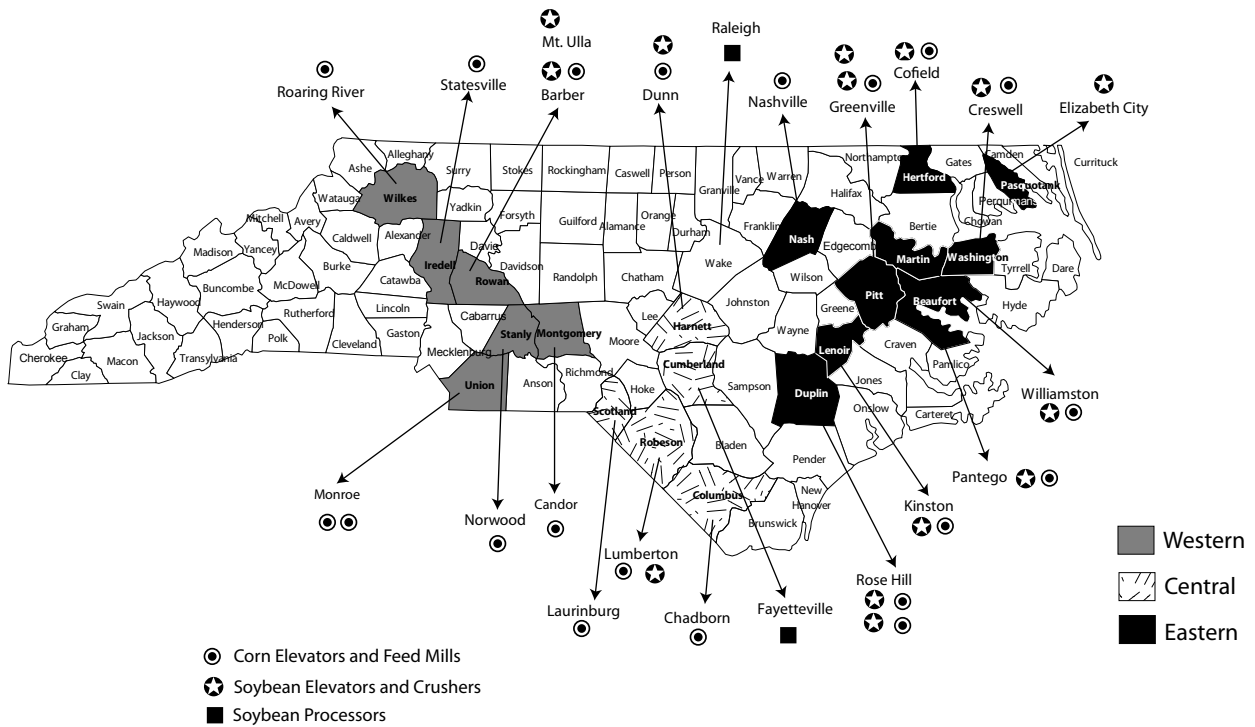 Raleigh
Mt. Ulla
Roaring River
Statesville
Barber
Dunn
Nashville
Greenville
Cofield
Creswell
Elizabeth City
Ashe
Alleghany
Surry
Stokes
Rockingham
Caswell
Person
Granville
Vance
Warren
Northampton
Hertford
Gates
Camden
Currituck
Pasquotank
Perquimans
Chowan
Watauga
Wilkes
Yadkin
Forsyth
Guilford
Alamance
Orange
Durham
Franklin
Nash
Halifax
Edgecomb
Bertie
Martin
Washington
Tyrrell
Dare
Mitchell
Avery
Caldwell
Alexander
Iredell
Davie
Davidson
Rowan
Randolph
Chatham
Wake
Wilson
Pitt
Beaufort
Hyde
Madison
Yancey
Burke
Catawba
McDowell
Buncombe
Haywood
Swain
Graham
Cherokee
Clay
Macon
Jackson
Transylvania
Henderson
Polk
Rutherford
Cleveland
Lincoln
Gaston
Mecklenburg
Cabarrus
Stanly
Montgomery
Union
Anson
Richmond
Moore
Lee
Harnett
Johnston
Wayne
Greene
Lenoir
Craven
Pamlico
Jones
Carteret
Onslow
Duplin
Sampson
Cumberland
Hoke
Scotland
Robeson
Bladen
Columbus
Pender
New
Hanover
Brunswick
Williamston
Pantego
Kinston
Monroe
Norwood
Candor
Lumberton
Rose Hill
Laurinburg
Chadborn
Fayetteville
Western
Central
Eastern
Corn Elevators and Feed Mills
Soybean Elevators and Crushers
Soybean Processors